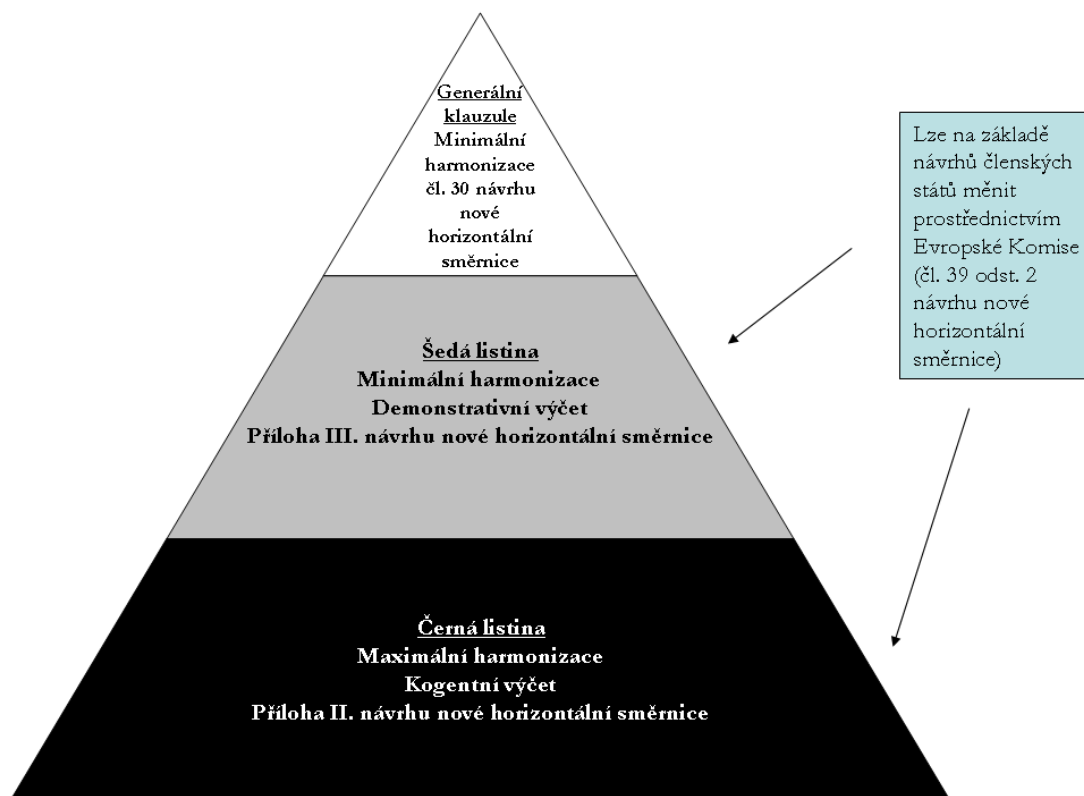 Generální
klauzule
Minimální
harmonizace
čl. 30 návrhu
nové
horizontální
směrnice
Lze na základě
návrhů členských
států měnit
prostřednictvím
Evropské Komise
(čl. 39 odst. 2
návrhu nové
horizontální
směrnice)
Šedá listina
Minimální harmonizace
Demonstrativní výčet
Příloha III. návrhu nové horizontální směrnice
Černá listina
Maximální harmonizace
Kogentní výčet
Příloha II. návrhu nové horizontální směrnice